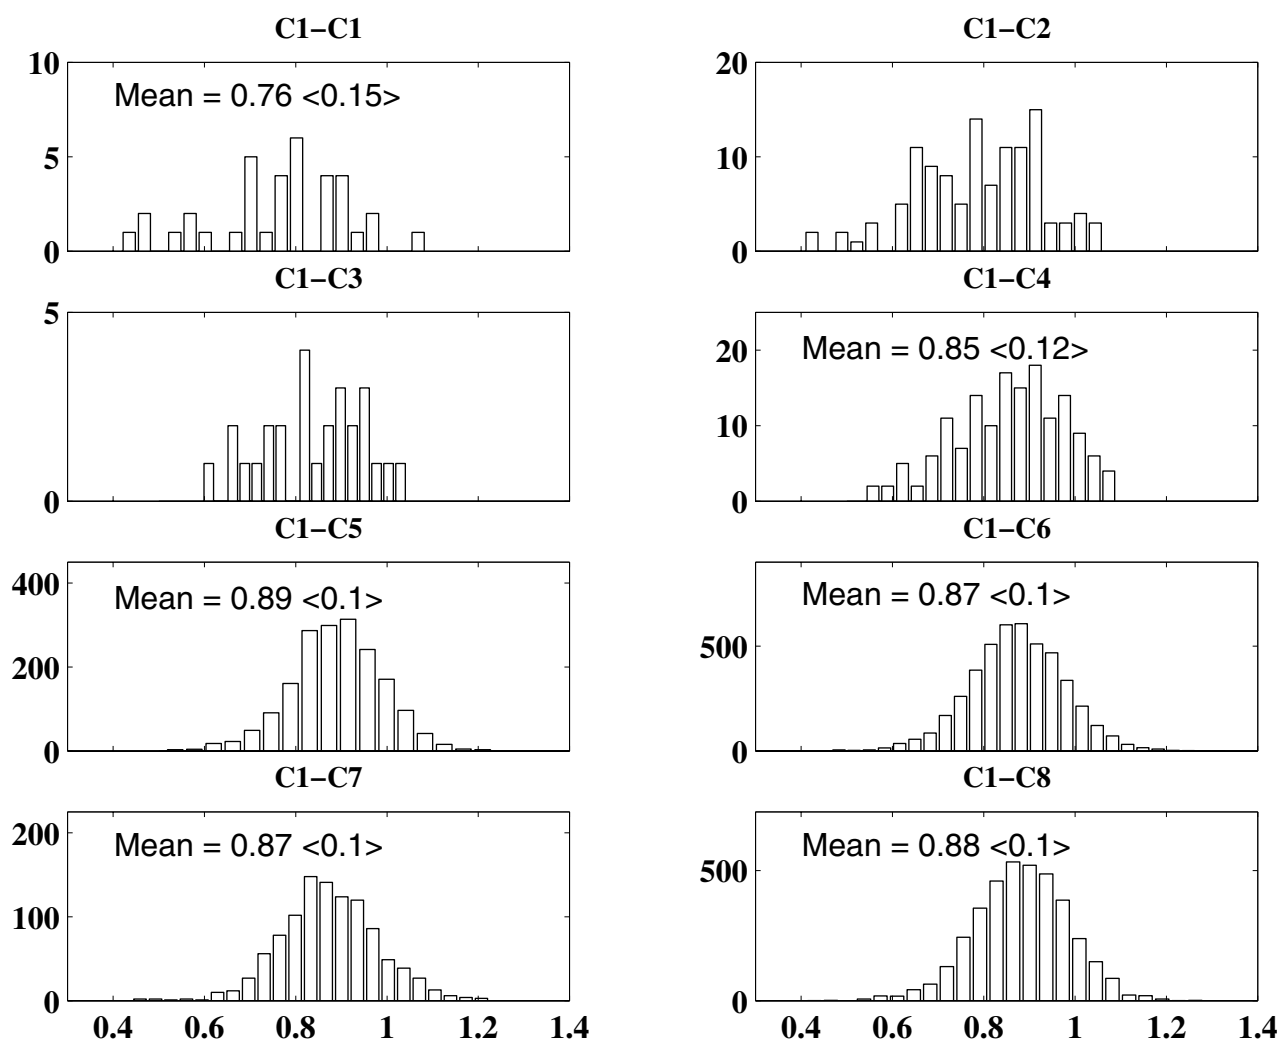 C1−C1
10
5
0
Mean = 0.76 <0.15>
C1−C2
20
10
0
C1−C3
5
0
C1−C4
20
10
0
Mean = 0.85 <0.12>
C1−C5
400
200
0
Mean = 0.89 <0.1>
C1−C6
500
0
Mean = 0.87 <0.1>
C1−C7
200
100
0
Mean = 0.87 <0.1>
0.4 0.6 0.8 1 1.2 1.4
C1−C8
500
0
Mean = 0.88 <0.1>
0.4 0.6 0.8 1 1.2 1.4